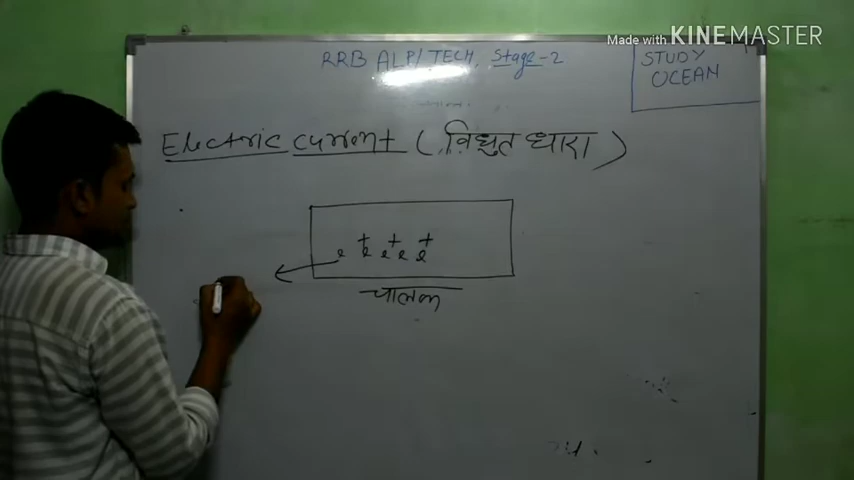 Made with KINEMASTER
RRB ALP/TECH, Stage-2
STUDY
OCEAN
Electric current (विद्युत धारा)
+ + +
e e e e e
चालक